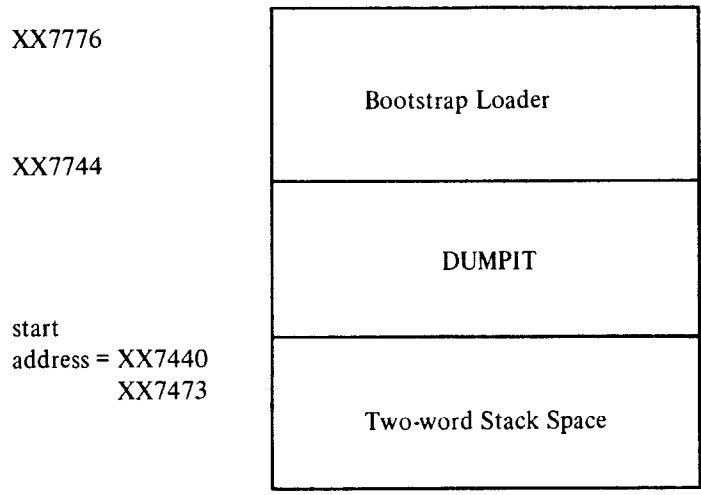 XX7776
Bootstrap Loader
XX7744
DUMPIT
start
address = XX7440
XX7473
Two-word Stack Space